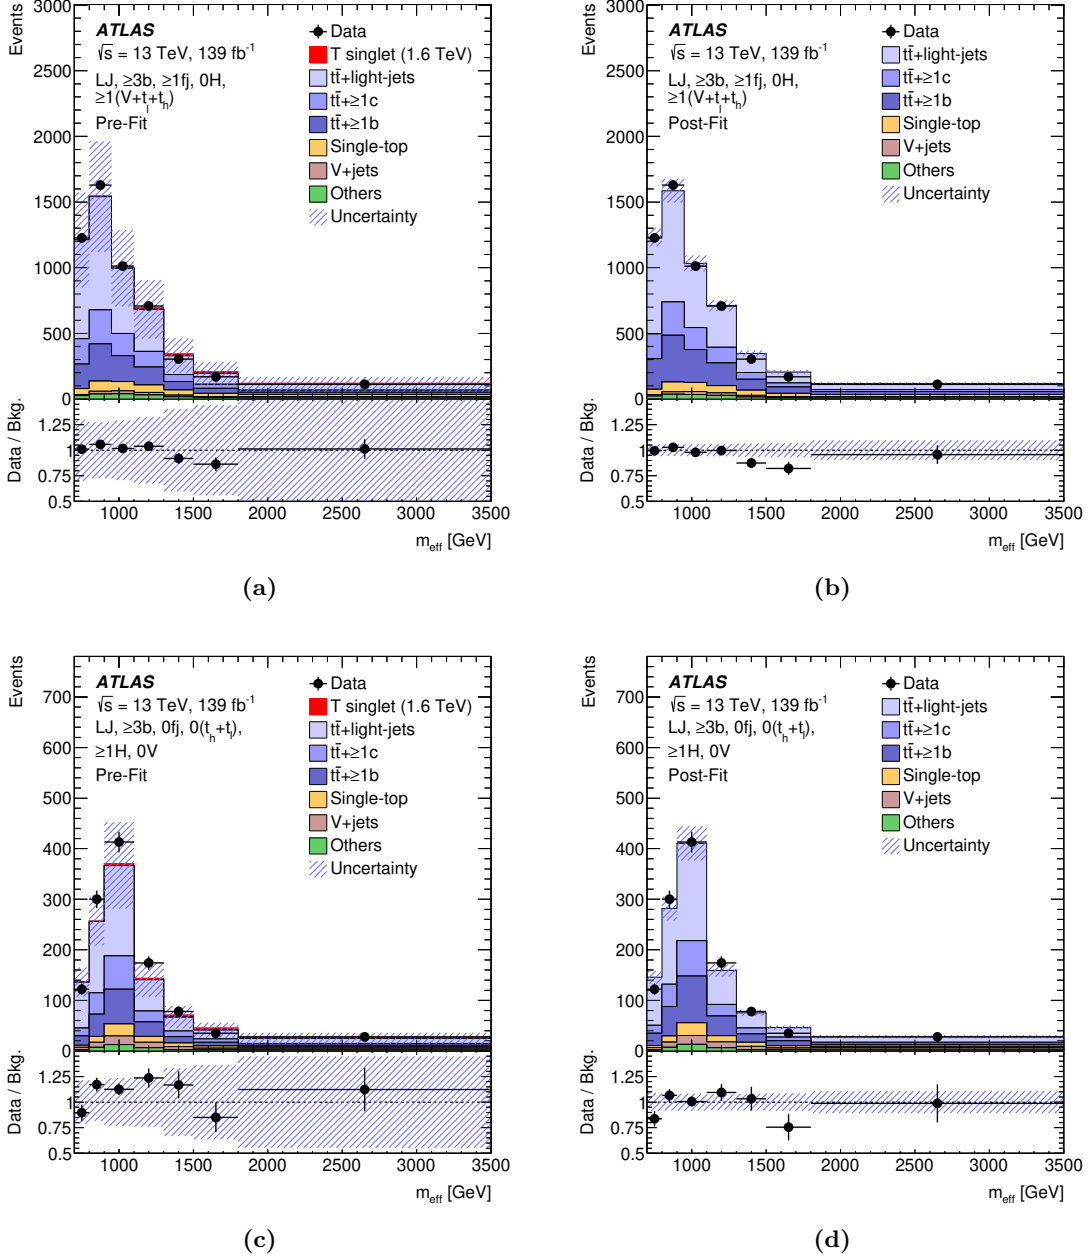 Events
3000
2500
2000
1500
1000
500
0
ATLAS
√s = 13 TeV, 139 fb⁻¹
LJ, ≥3b, ≥1fj, 0H,
≥1(V+tₗ+tₕ)
Pre-Fit
Data
T singlet (1.6 TeV)
tt̄+light-jets
tt̄+≥1c
tt̄+≥1b
Single-top
V+jets
Others
Uncertainty
Data / Bkg.
1.25
1
0.75
0.5
1000 1500 2000 2500 3000 3500
m_eff [GeV]
(a)
Events
3000
2500
2000
1500
1000
500
0
ATLAS
√s = 13 TeV, 139 fb⁻¹
LJ, ≥3b, ≥1fj, 0H,
≥1(V+tₗ+tₕ)
Post-Fit
Data
tt̄+light-jets
tt̄+≥1c
tt̄+≥1b
Single-top
V+jets
Others
Uncertainty
Data / Bkg.
1.25
1
0.75
0.5
1000 1500 2000 2500 3000 3500
m_eff [GeV]
(b)
Events
700
600
500
400
300
200
100
0
ATLAS
√s = 13 TeV, 139 fb⁻¹
LJ, ≥3b, 0fj, 0(tₕ+tₗ),
≥1H, 0V
Pre-Fit
Data
T singlet (1.6 TeV)
tt̄+light-jets
tt̄+≥1c
tt̄+≥1b
Single-top
V+jets
Others
Uncertainty
Data / Bkg.
1.25
1
0.75
0.5
1000 1500 2000 2500 3000 3500
m_eff [GeV]
(c)
Events
700
600
500
400
300
200
100
0
ATLAS
√s = 13 TeV, 139 fb⁻¹
LJ, ≥3b, 0fj, 0(tₕ+tₗ),
≥1H, 0V
Post-Fit
Data
tt̄+light-jets
tt̄+≥1c
tt̄+≥1b
Single-top
V+jets
Others
Uncertainty
Data / Bkg.
1.25
1
0.75
0.5
1000 1500 2000 2500 3000 3500
m_eff [GeV]
(d)